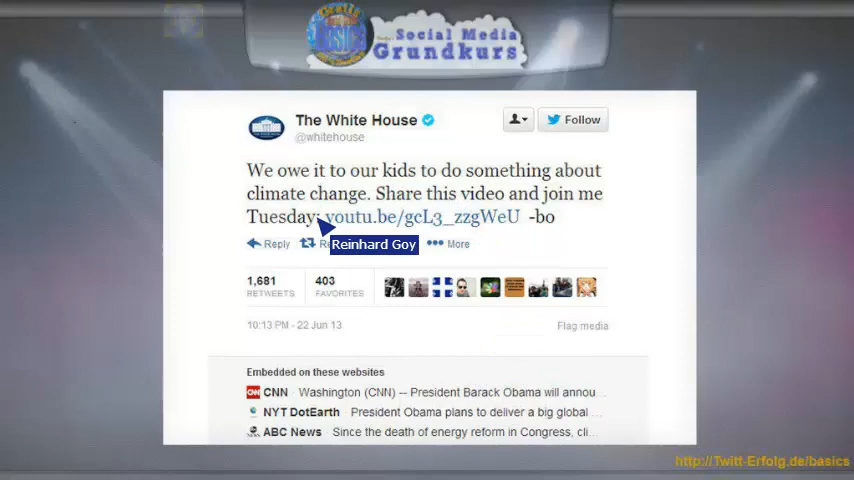 Gratis
BASICS
Social Media
Grundkurs
The White House
@whitehouse
Follow
We owe it to our kids to do something about
climate change. Share this video and join me
Tuesday: youtu.be/gcL3_zzgWeU -bo
Reply
Reinhard Goy
More
1,681
403
RETWEETS
FAVORITES
10:13 PM - 22 Jun 13
Flag media
Embedded on these websites
CNN Washington (CNN) -- President Barack Obama will annou...
NYT DotEarth President Obama plans to deliver a big global ...
ABC News Since the death of energy reform in Congress, cli...
http://Twitt-Erfolg.de/basics